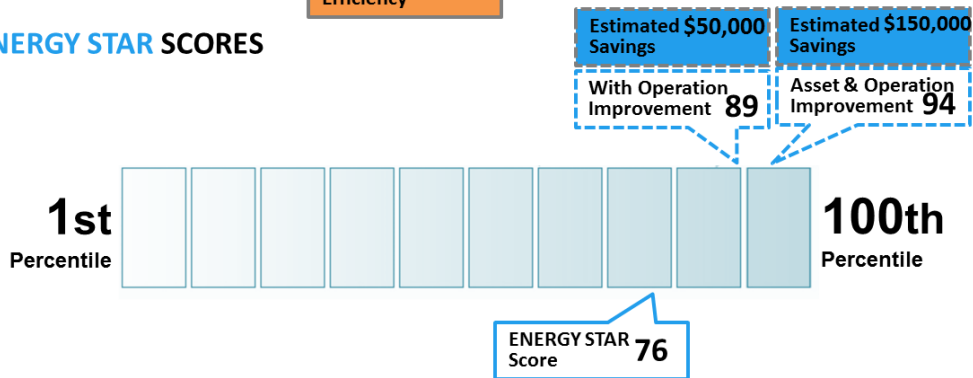 Efficiency
ENERGY STAR SCORES
Estimated $50,000
Savings
With Operation
Improvement 89
Estimated $150,000
Savings
Asset & Operation
Improvement 94
1st
Percentile
100th
Percentile
ENERGY STAR
Score 76